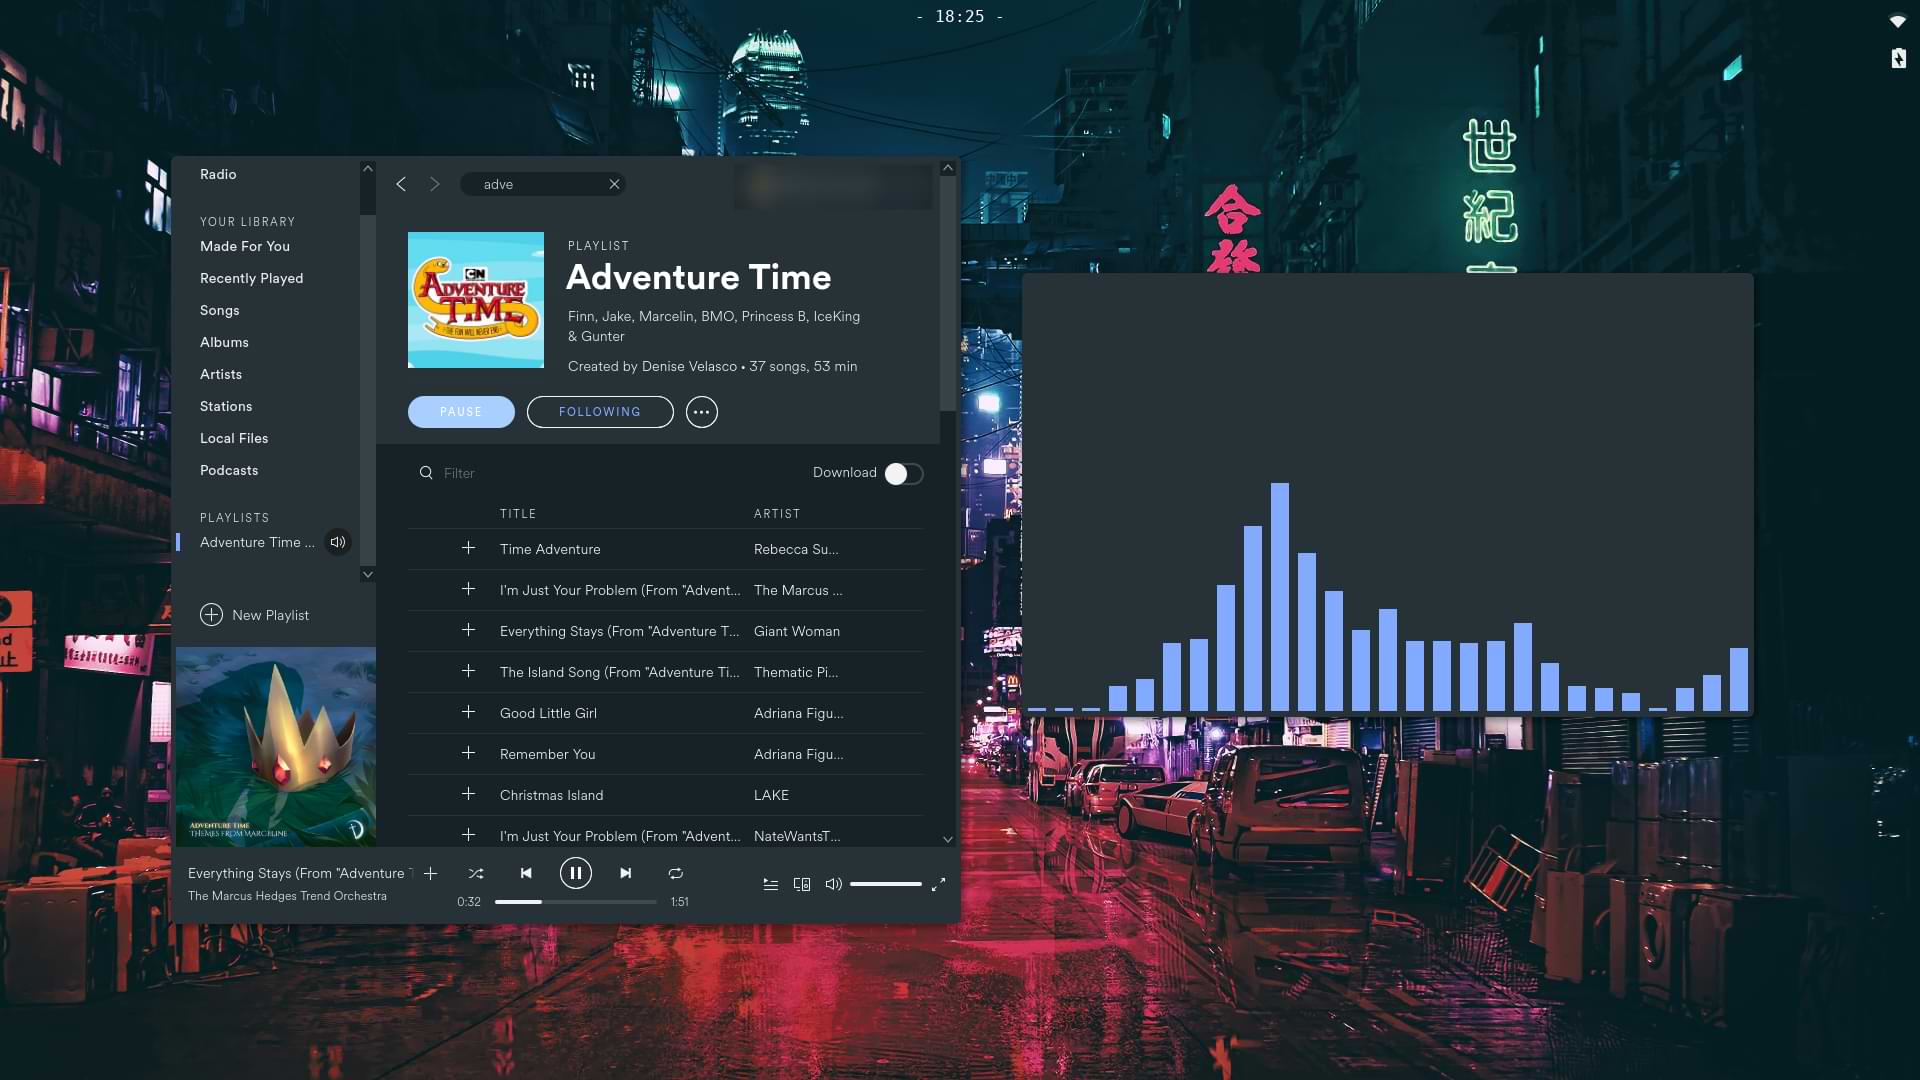 - 18:25 -
Radio
YOUR LIBRARY
Made For You
Recently Played
Songs
Albums
Artists
Stations
Local Files
Podcasts
PLAYLISTS
Adventure Time ...
New Playlist
ADVENTURE TIME
THEMES FROM MARCELINE
adve
CN
ADVENTURE
TIME
THE FUN WILL NEVER END
PLAYLIST
Adventure Time
Finn, Jake, Marcelin, BMO, Princess B, IceKing
& Gunter
Created by Denise Velasco • 37 songs, 53 min
PAUSE
FOLLOWING
Filter
Download
TITLE ARTIST
Time Adventure Rebecca Su...
I'm Just Your Problem (From "Advent... The Marcus ...
Everything Stays (From "Adventure T... Giant Woman
The Island Song (From "Adventure Ti... Thematic Pi...
Good Little Girl Adriana Figu...
Remember You Adriana Figu...
Christmas Island LAKE
I'm Just Your Problem (From "Advent... NateWantsT...
Everything Stays (From "Adventure
The Marcus Hedges Trend Orchestra
0:32 1:51
世紀
合